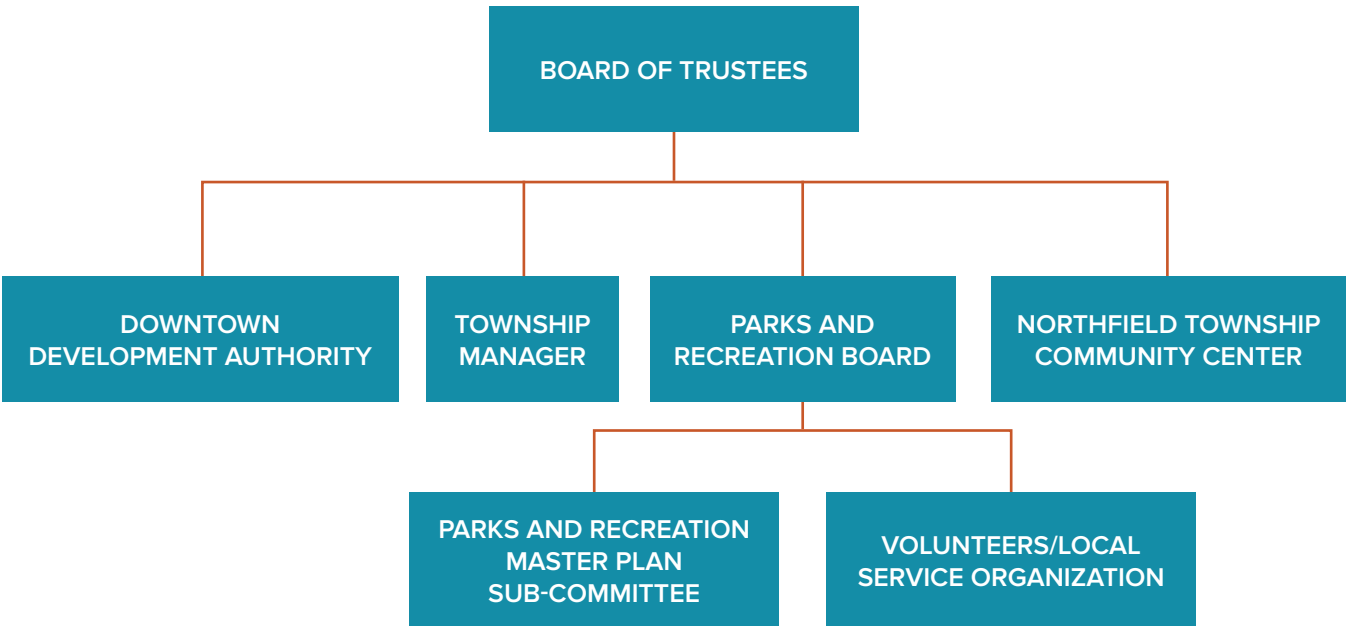 BOARD OF TRUSTEES
DOWNTOWN
DEVELOPMENT AUTHORITY
TOWNSHIP
MANAGER
PARKS AND
RECREATION BOARD
NORTHFIELD TOWNSHIP
COMMUNITY CENTER
PARKS AND RECREATION
MASTER PLAN
SUB-COMMITTEE
VOLUNTEERS/LOCAL
SERVICE ORGANIZATION